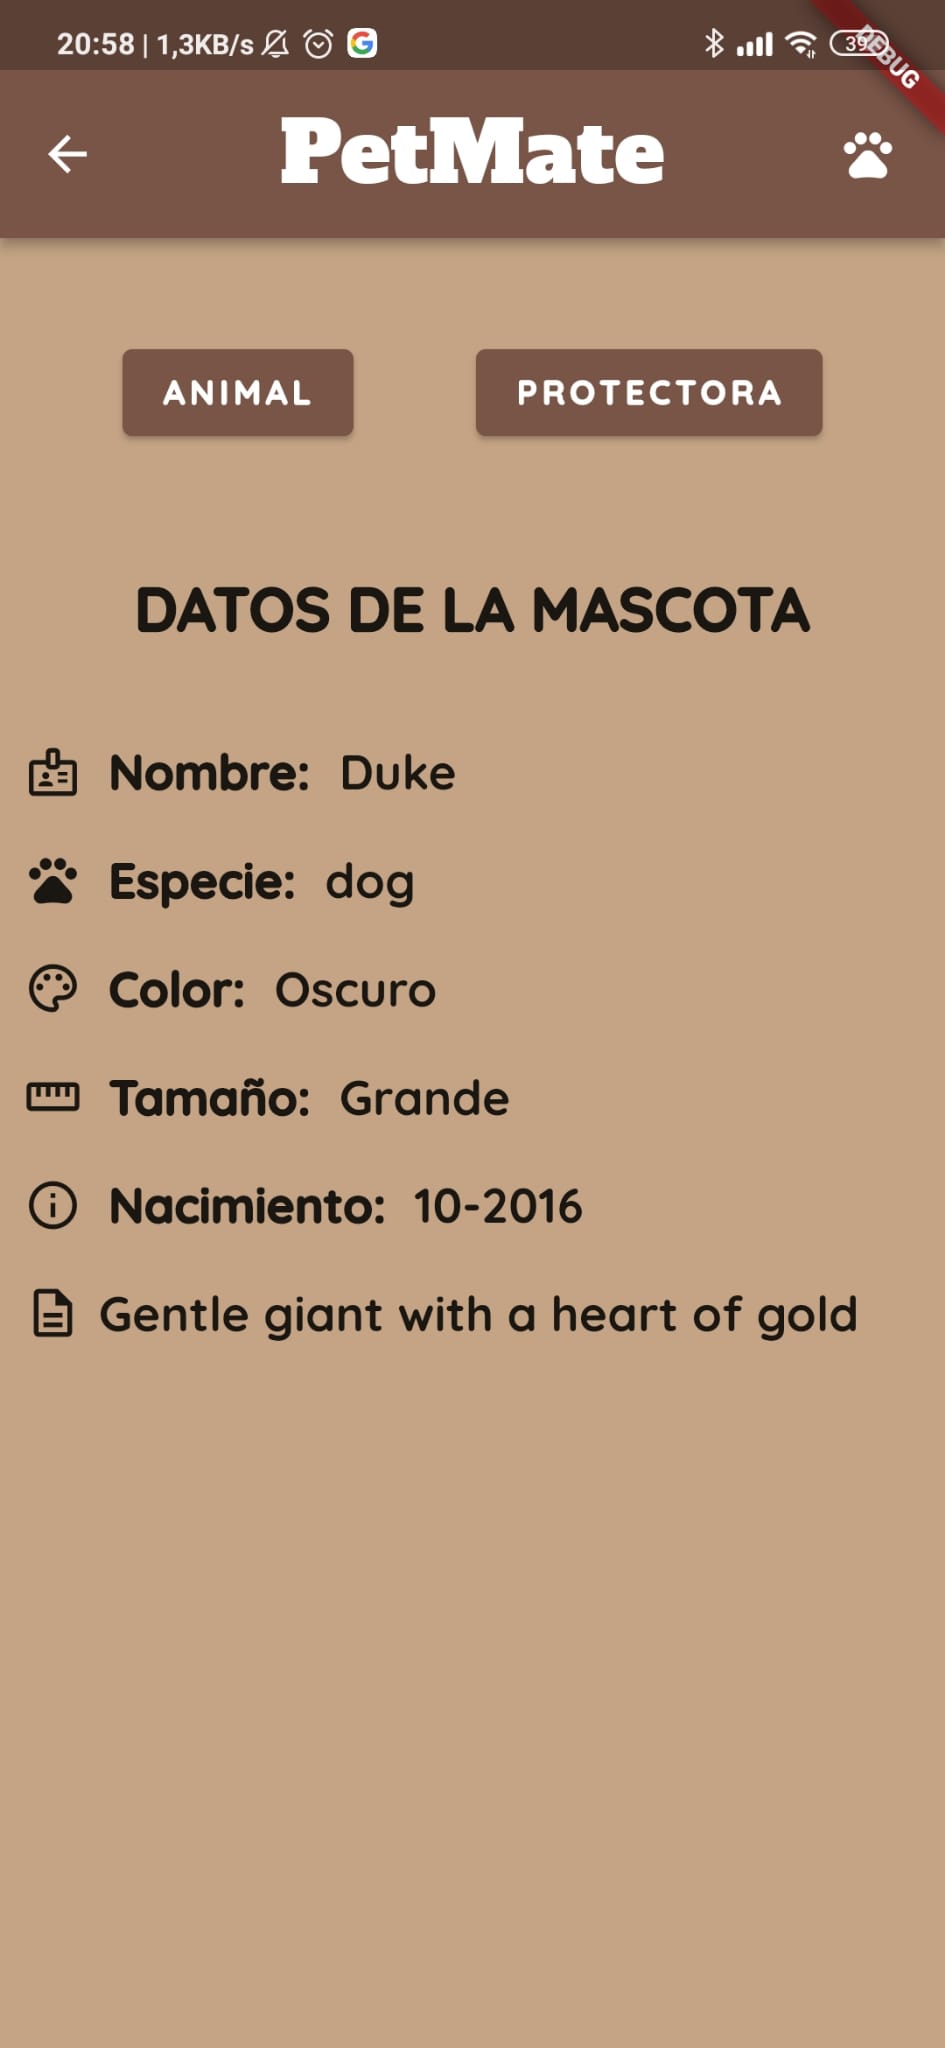 20:58 | 1,3KB/s
DEBUG
PetMate
ANIMAL PROTECTORA
DATOS DE LA MASCOTA
Nombre: Duke
Especie: dog
Color: Oscuro
Tamaño: Grande
Nacimiento: 10-2016
Gentle giant with a heart of gold